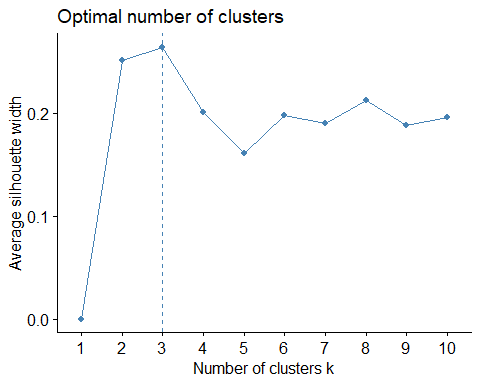 Optimal number of clusters
Average silhouette width
0.2
0.1
0.0
1 2 3 4 5 6 7 8 9 10
Number of clusters k